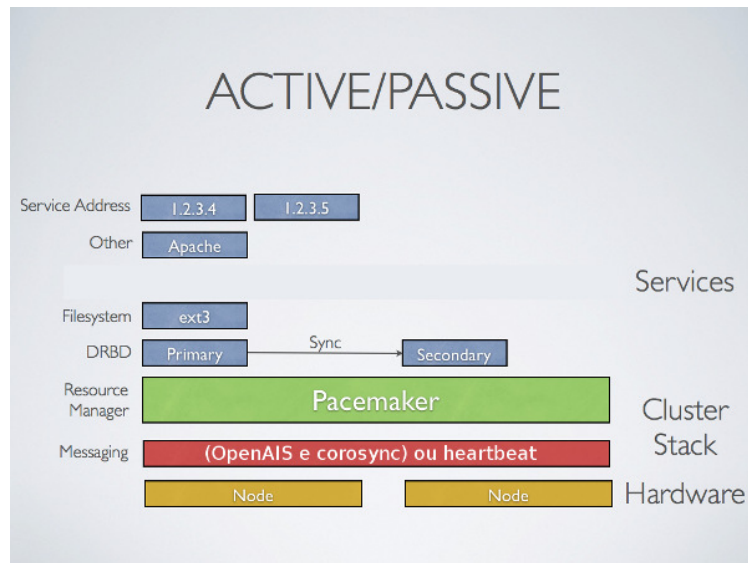 ACTIVE/PASSIVE
Service Address 1.2.3.4 1.2.3.5
Other Apache
Services
Filesystem ext3
DRBD Primary Sync Secondary
Resource
Manager
Pacemaker
Cluster
Stack
Messaging (OpenAIS e corosync) ou heartbeat
Node Node Hardware